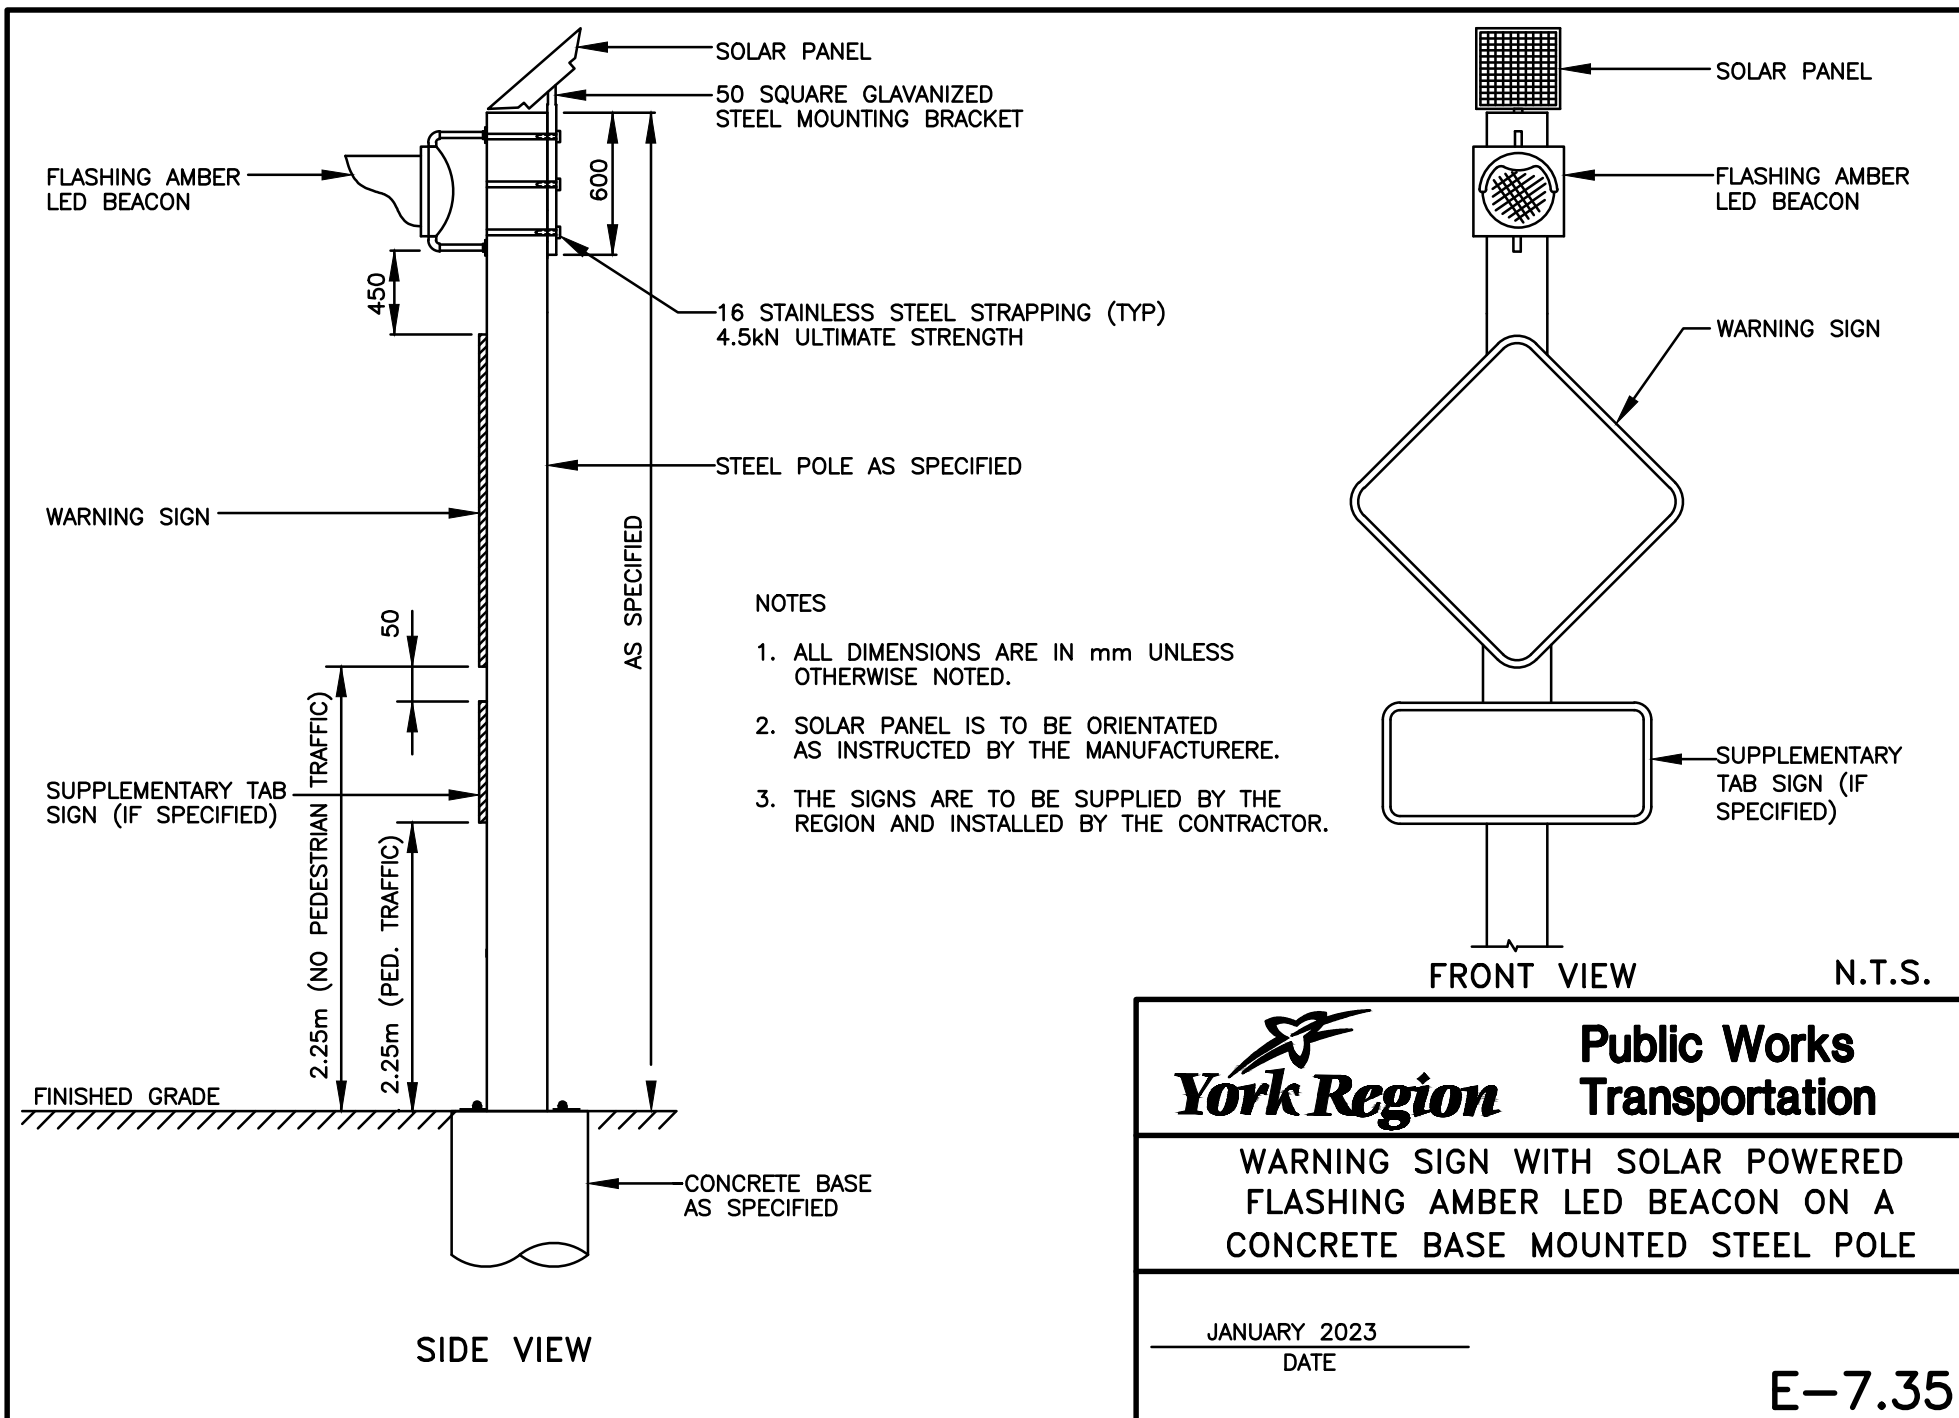 SOLAR PANEL
50 SQUARE GLAVANIZED
STEEL MOUNTING BRACKET
FLASHING AMBER
LED BEACON
600
450
16 STAINLESS STEEL STRAPPING (TYP)
4.5kN ULTIMATE STRENGTH
STEEL POLE AS SPECIFIED
WARNING SIGN
AS SPECIFIED
50
SUPPLEMENTARY TAB
SIGN (IF SPECIFIED)
2.25m (NO PEDESTRIAN TRAFFIC)
2.25m (PED. TRAFFIC)
FINISHED GRADE
CONCRETE BASE
AS SPECIFIED
SIDE VIEW
NOTES
1. ALL DIMENSIONS ARE IN mm UNLESS
OTHERWISE NOTED.
2. SOLAR PANEL IS TO BE ORIENTATED
AS INSTRUCTED BY THE MANUFACTURERE.
3. THE SIGNS ARE TO BE SUPPLIED BY THE
REGION AND INSTALLED BY THE CONTRACTOR.
SOLAR PANEL
FLASHING AMBER
LED BEACON
WARNING SIGN
SUPPLEMENTARY
TAB SIGN (IF
SPECIFIED)
FRONT VIEW
N.T.S.
York Region
Public Works
Transportation
WARNING SIGN WITH SOLAR POWERED
FLASHING AMBER LED BEACON ON A
CONCRETE BASE MOUNTED STEEL POLE
JANUARY 2023
DATE
E-7.35